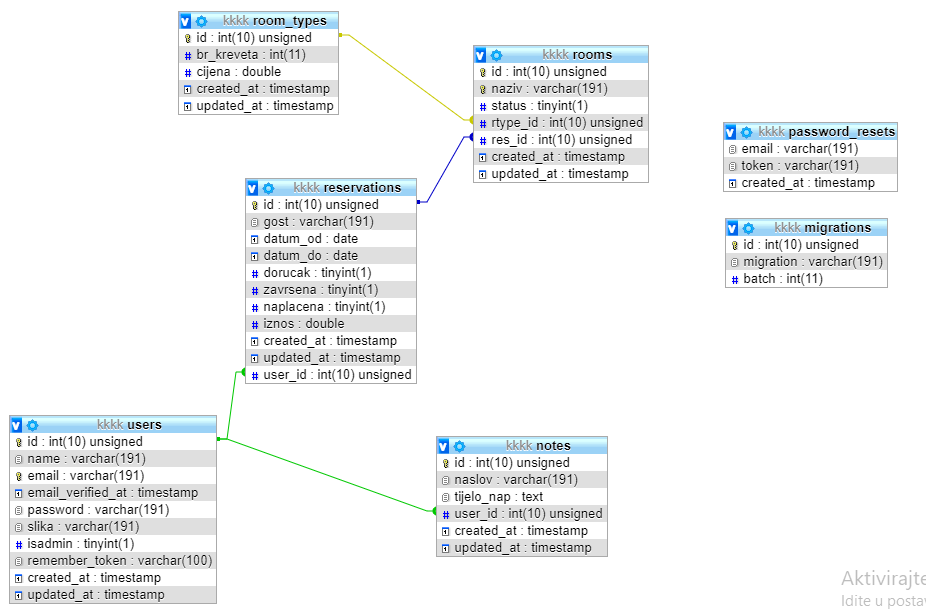 kkkk room_types
id : int(10) unsigned
br_kreveta : int(11)
cijena : double
created_at : timestamp
updated_at : timestamp
kkkk rooms
id : int(10) unsigned
naziv : varchar(191)
status : tinyint(1)
rtype_id : int(10) unsigned
res_id : int(10) unsigned
created_at : timestamp
updated_at : timestamp
kkkk password_resets
email : varchar(191)
token : varchar(191)
created_at : timestamp
kkkk reservations
id : int(10) unsigned
gost : varchar(191)
datum_od : date
datum_do : date
dorucak : tinyint(1)
zavrsena : tinyint(1)
naplacena : tinyint(1)
iznos : double
created_at : timestamp
updated_at : timestamp
user_id : int(10) unsigned
kkkk migrations
id : int(10) unsigned
migration : varchar(191)
batch : int(11)
kkkk users
id : int(10) unsigned
name : varchar(191)
email : varchar(191)
email_verified_at : timestamp
password : varchar(191)
slika : varchar(191)
isadmin : tinyint(1)
remember_token : varchar(100)
created_at : timestamp
updated_at : timestamp
kkkk notes
id : int(10) unsigned
naslov : varchar(191)
tijelo_nap : text
user_id : int(10) unsigned
created_at : timestamp
updated_at : timestamp
Aktivirajte
Idite u posta